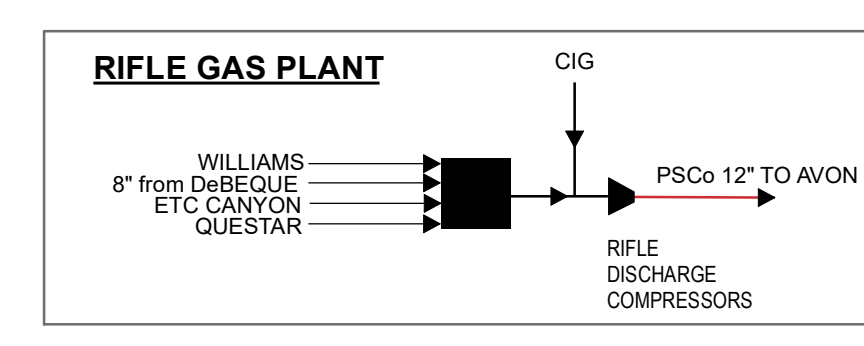 RIFLE GAS PLANT
CIG
WILLIAMS
8" from DeBEQUE
ETC CANYON
QUESTAR
PSCo 12" TO AVON
RIFLE
DISCHARGE
COMPRESSORS